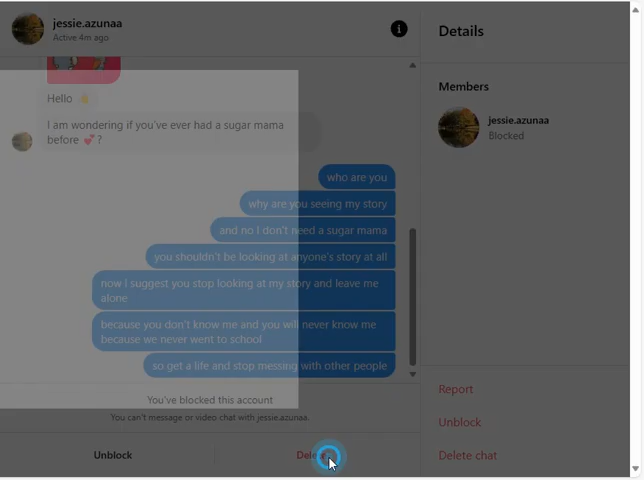 jessie.azunaa
Active 4m ago
Details
Members
jessie.azunaa
Blocked
Hello 👋
I am wondering if you've ever had a sugar mama
before 💕?
who are you
why are you seeing my story
and no I don't need a sugar mama
you shouldn't be looking at anyone's story at all
now I suggest you stop looking at my story and leave me
alone
because you don't know me and you will never know me
because we never went to school
so get a life and stop messing with other people
You've blocked this account
You can't message or video chat with jessie.azunaa.
Unblock
Delete
Report
Unblock
Delete chat